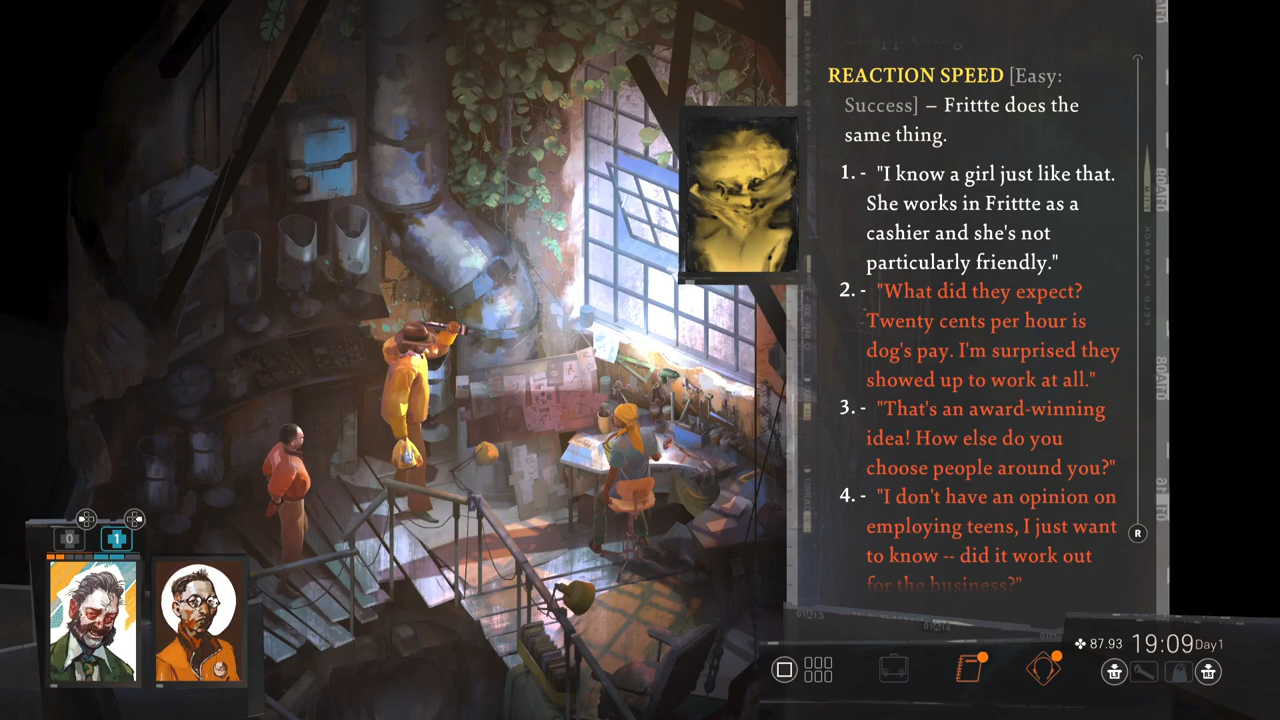 REACTION SPEED [Easy:
Success] – Frittte does the
same thing.
1. - "I know a girl just like that.
She works in Frittte as a
cashier and she's not
particularly friendly."
2. - "What did they expect?
Twenty cents per hour is
dog's pay. I'm surprised they
showed up to work at all."
3. - "That's an award-winning
idea! How else do you
choose people around you?"
4. - "I don't have an opinion on
employing teens, I just want
to know -- did it work out
for the business?"
R
0
1
87.93 19:09 Day1